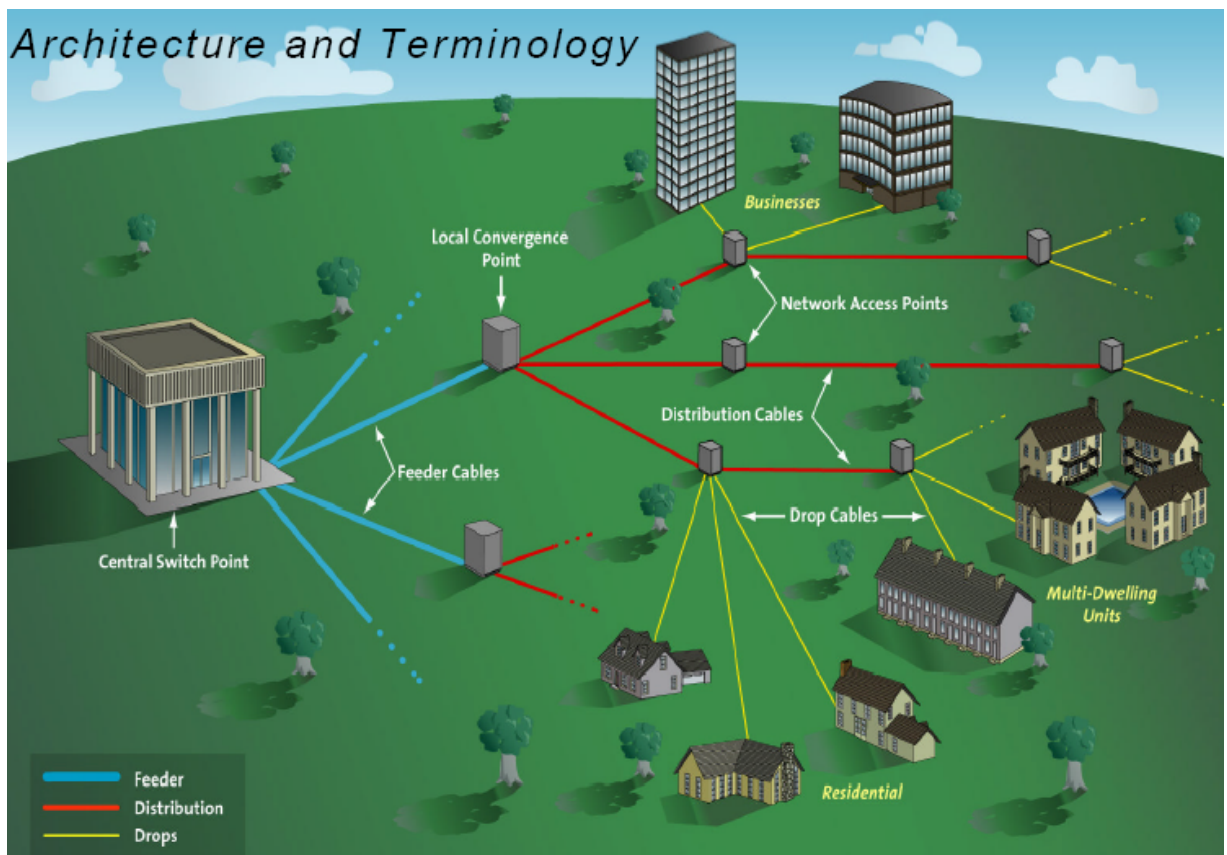 Architecture and Terminology
Businesses
Local Convergence
Point
Network Access Points
Distribution Cables
Feeder Cables
Drop Cables
Central Switch Point
Multi-Dwelling
Units
Residential
Feeder
Distribution
Drops